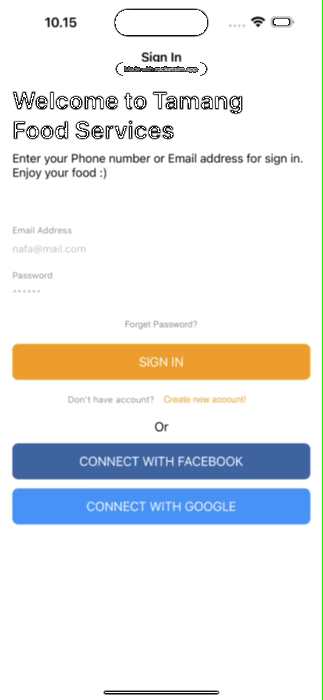 10.15
Sign In
Welcome to Tamang
Food Services
Enter your Phone number or Email address for sign in.
Enjoy your food :)
Email Address
nafa@mail.com
Password
••••••
Forget Password?
SIGN IN
Don't have account? Create new account!
Or
CONNECT WITH FACEBOOK
CONNECT WITH GOOGLE